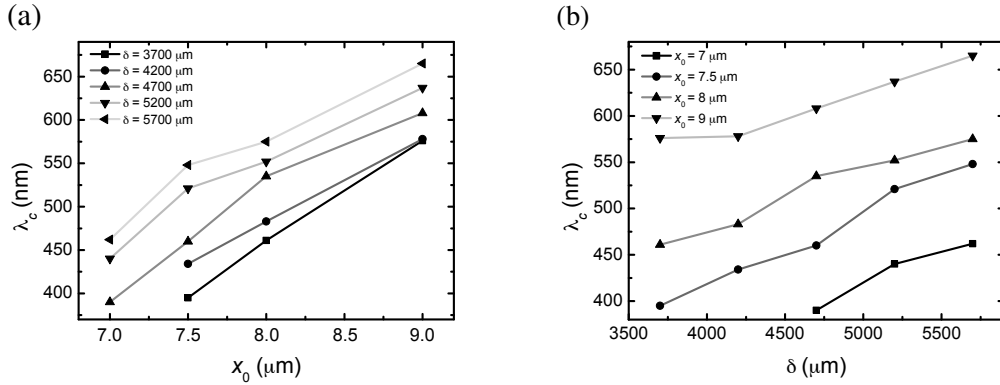 (a)
δ = 3700 μm
δ = 4200 μm
δ = 4700 μm
δ = 5200 μm
δ = 5700 μm
650
600
550
500
450
400
λc (nm)
7.0 7.5 8.0 8.5 9.0
x0 (μm)
(b)
x0 = 7 μm
x0 = 7.5 μm
x0 = 8 μm
x0 = 9 μm
650
600
550
500
450
400
λc (nm)
3500 4000 4500 5000 5500
δ (μm)